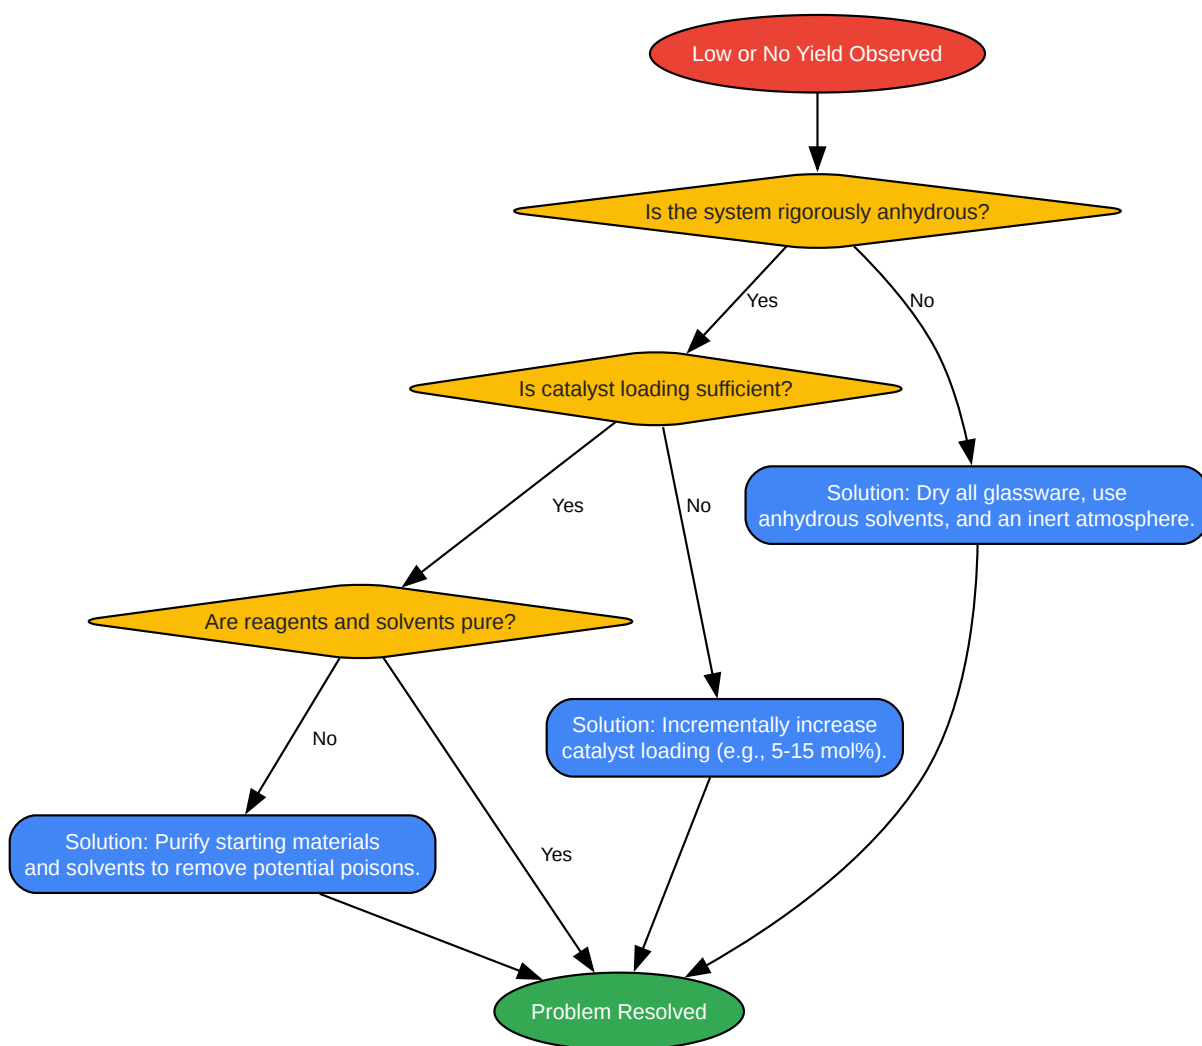 Low or No Yield Observed
Is the system rigorously anhydrous?
Yes
No
Is catalyst loading sufficient?
Solution: Dry all glassware, use
anhydrous solvents, and an inert atmosphere.
Yes
No
Are reagents and solvents pure?
Solution: Incrementally increase
catalyst loading (e.g., 5-15 mol%).
No
Solution: Purify starting materials
and solvents to remove potential poisons.
Yes
Problem Resolved